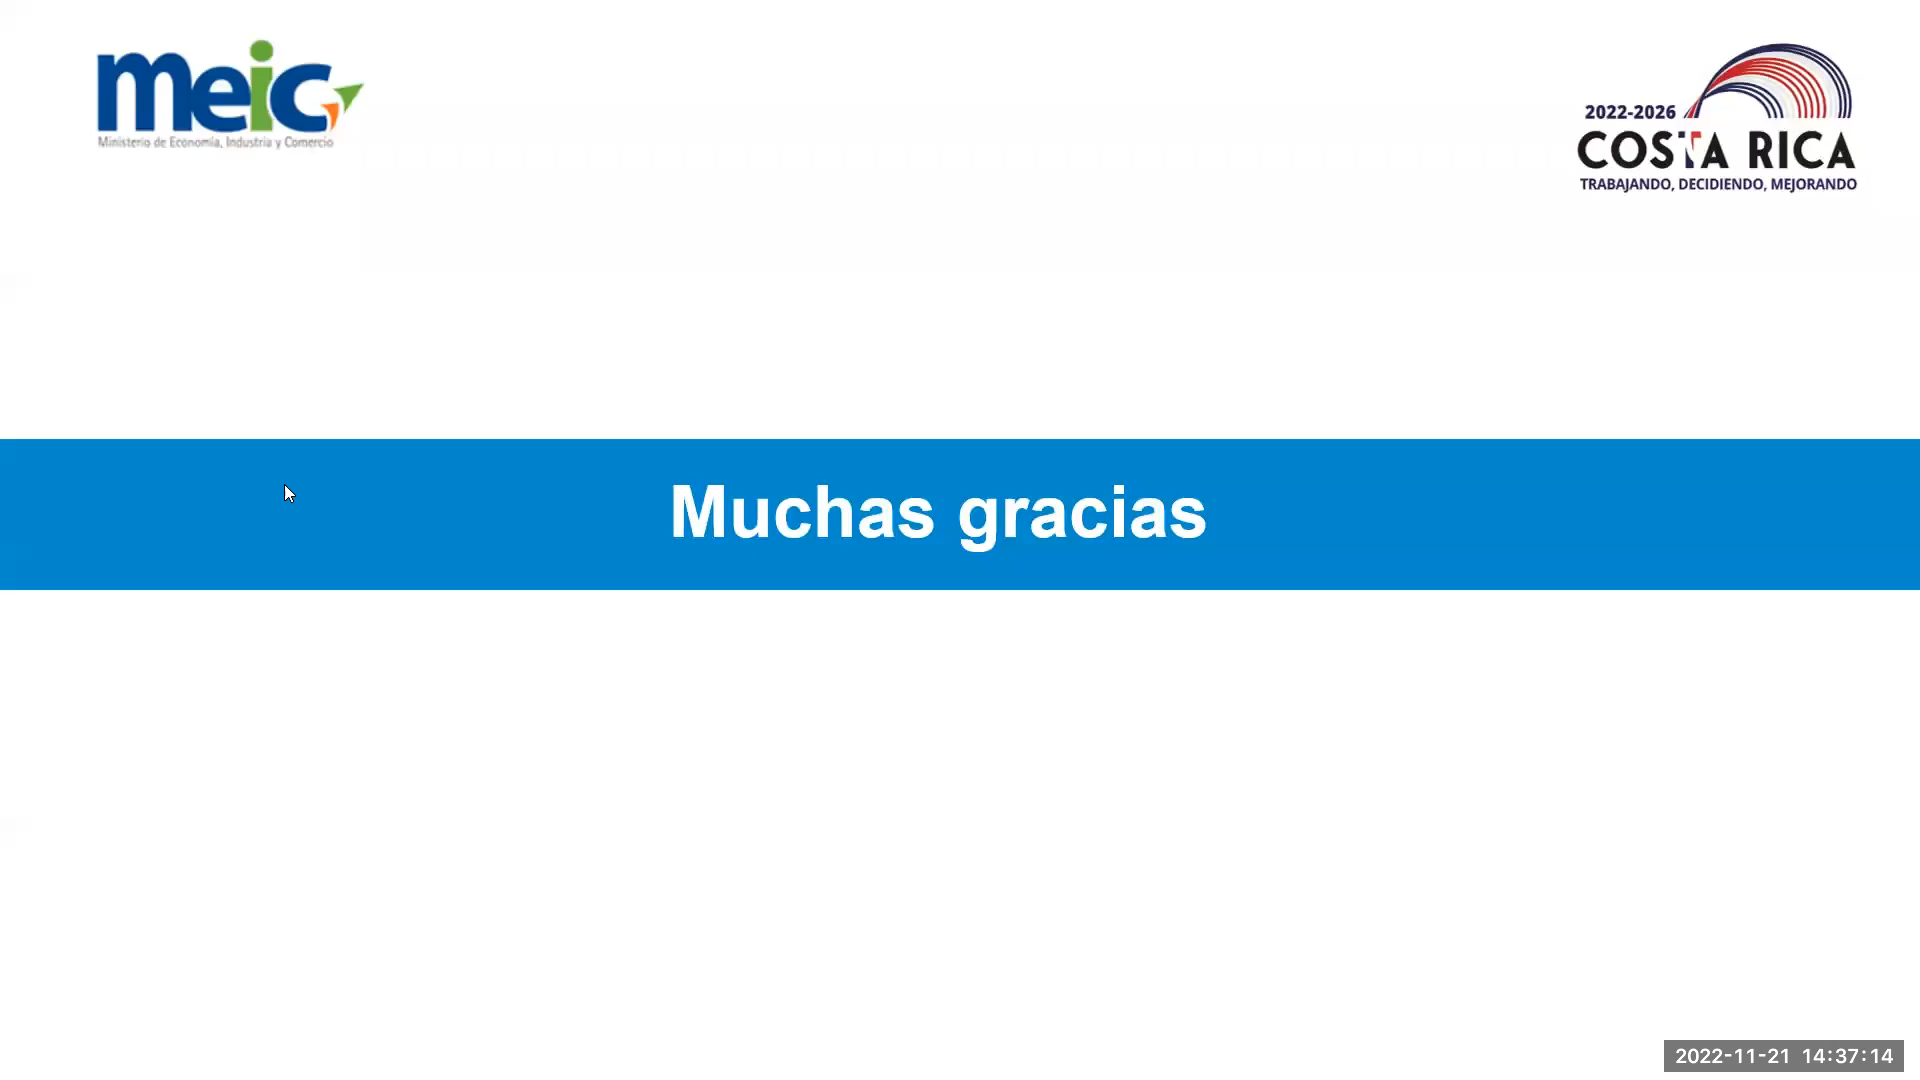 meic
Ministerio de Economía, Industria y Comercio
2022-2026
COSTA RICA
TRABAJANDO, DECIDIENDO, MEJORANDO
Muchas gracias
2022-11-21 14:37:14